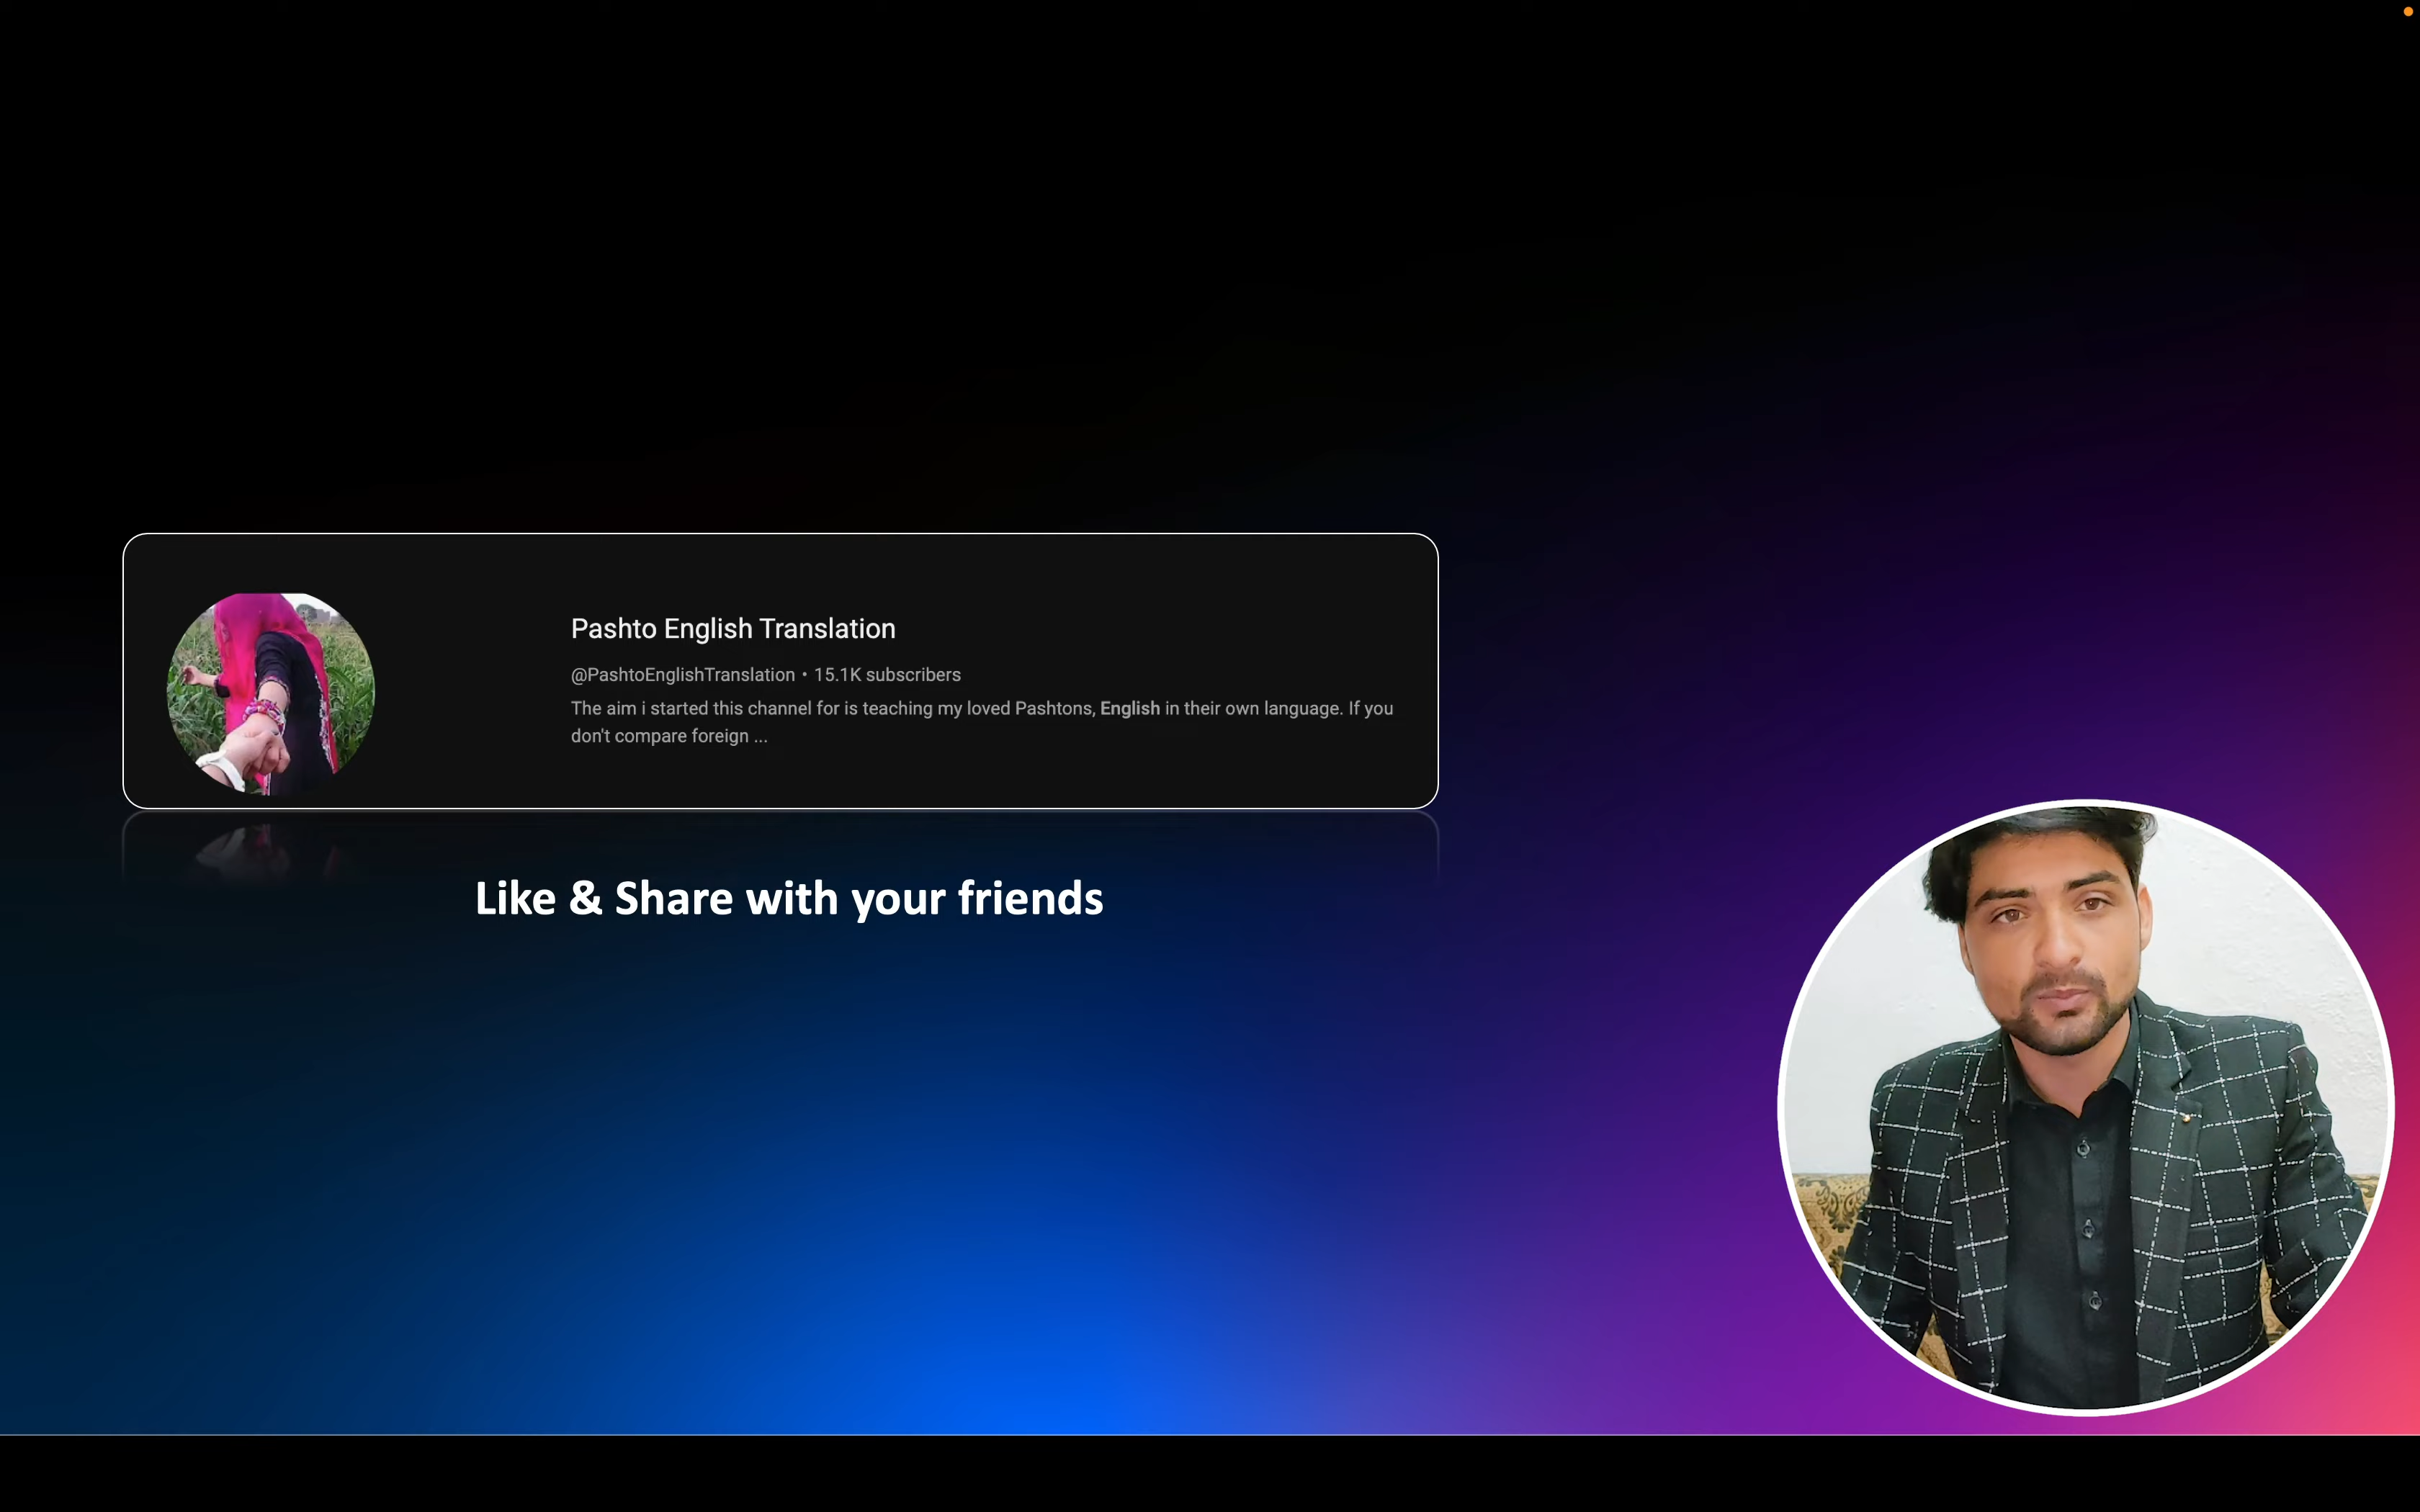 Pashto English Translation
@PashtoEnglishTranslation • 15.1K subscribers
The aim i started this channel for is teaching my loved Pashtons, English in their own language. If you
don't compare foreign ...
Like & Share with your friends